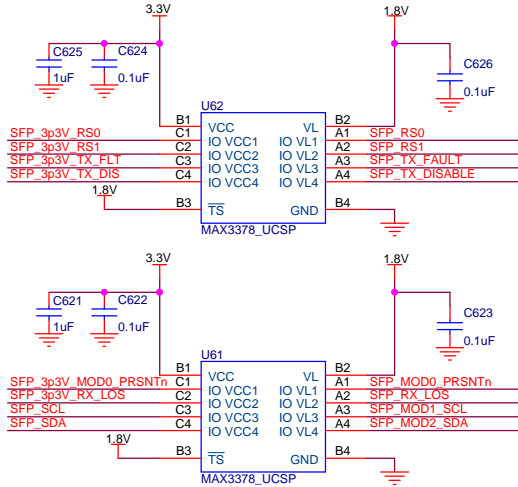 3.3V 1.8V
C625 C624
1uF 0.1uF
C626
0.1uF
U62
B1 VCC VL B2
SFP_3p3V_RS0 C1 IO VCC1 IO VL1 A1 SFP_RS0
SFP_3p3V_RS1 C2 IO VCC2 IO VL2 A2 SFP_RS1
SFP_3p3V_TX_FLT C3 IO VCC3 IO VL3 A3 SFP_TX_FAULT
SFP_3p3V_TX_DIS C4 IO VCC4 IO VL4 A4 SFP_TX_DISABLE
1.8V
B3 TS GND B4
MAX3378_UCSP
3.3V 1.8V
C621 C622
1uF 0.1uF
C623
0.1uF
U61
B1 VCC VL B2
SFP_3p3V_MOD0_PRSNTn C1 IO VCC1 IO VL1 A1 SFP_MOD0_PRSNTn
SFP_3p3V_RX_LOS C2 IO VCC2 IO VL2 A2 SFP_RX_LOS
SFP_SCL C3 IO VCC3 IO VL3 A3 SFP_MOD1_SCL
SFP_SDA C4 IO VCC4 IO VL4 A4 SFP_MOD2_SDA
1.8V
B3 TS GND B4
MAX3378_UCSP